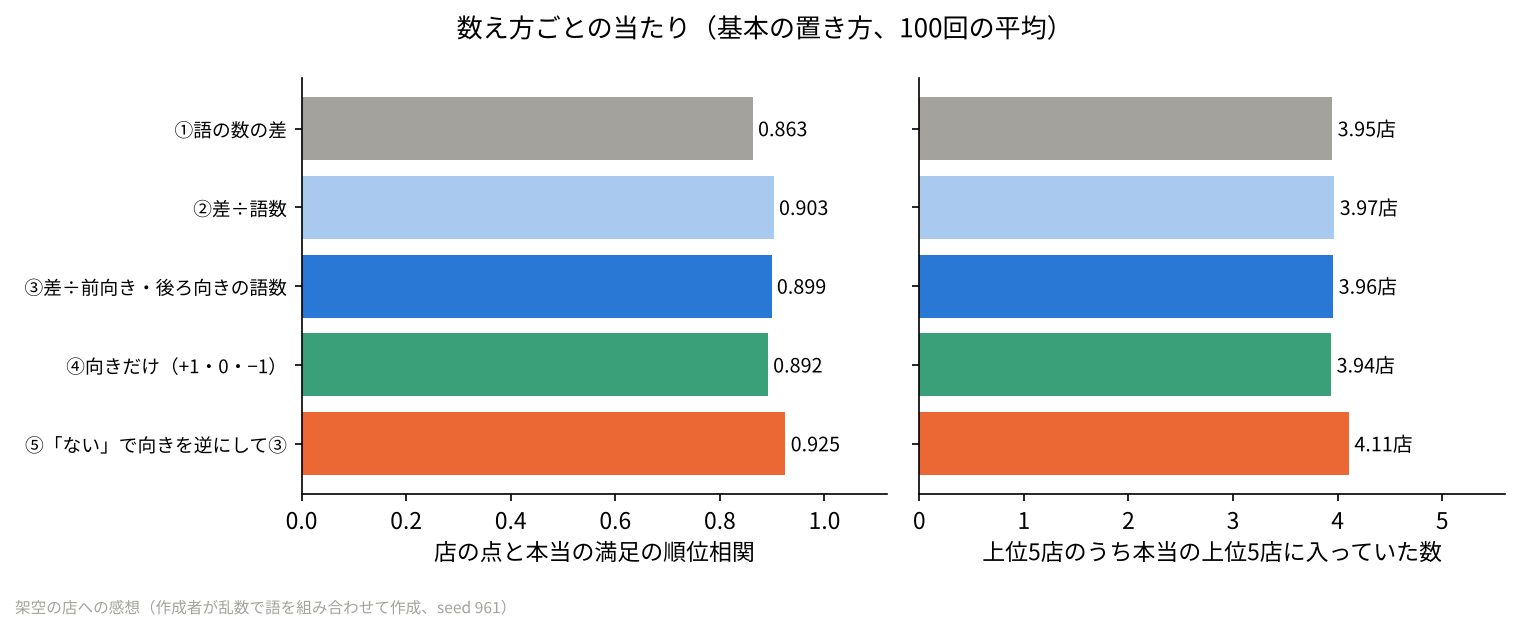 数え方ごとの当たり（基本の置き方、100回の平均）
①語の数の差
②差÷語数
③差÷前向き・後ろ向きの語数
④向きだけ（+1・0・−1）
⑤「ない」で向きを逆にして③
0.863
0.903
0.899
0.892
0.925
0.0 0.2 0.4 0.6 0.8 1.0
店の点と本当の満足の順位相関
3.95店
3.97店
3.96店
3.94店
4.11店
0 1 2 3 4 5
上位5店のうち本当の上位5店に入っていた数
架空の店への感想（作成者が乱数で語を組み合わせて作成、seed 961）